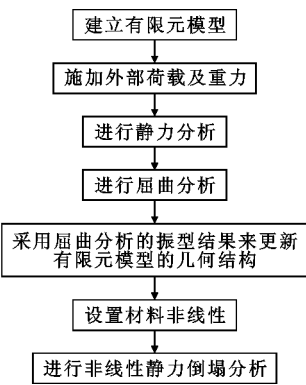 建立有限元模型
施加外部荷载及重力
进行静力分析
进行屈曲分析
采用屈曲分析的振型结果来更新
有限元模型的几何结构
设置材料非线性
进行非线性静力倒塌分析